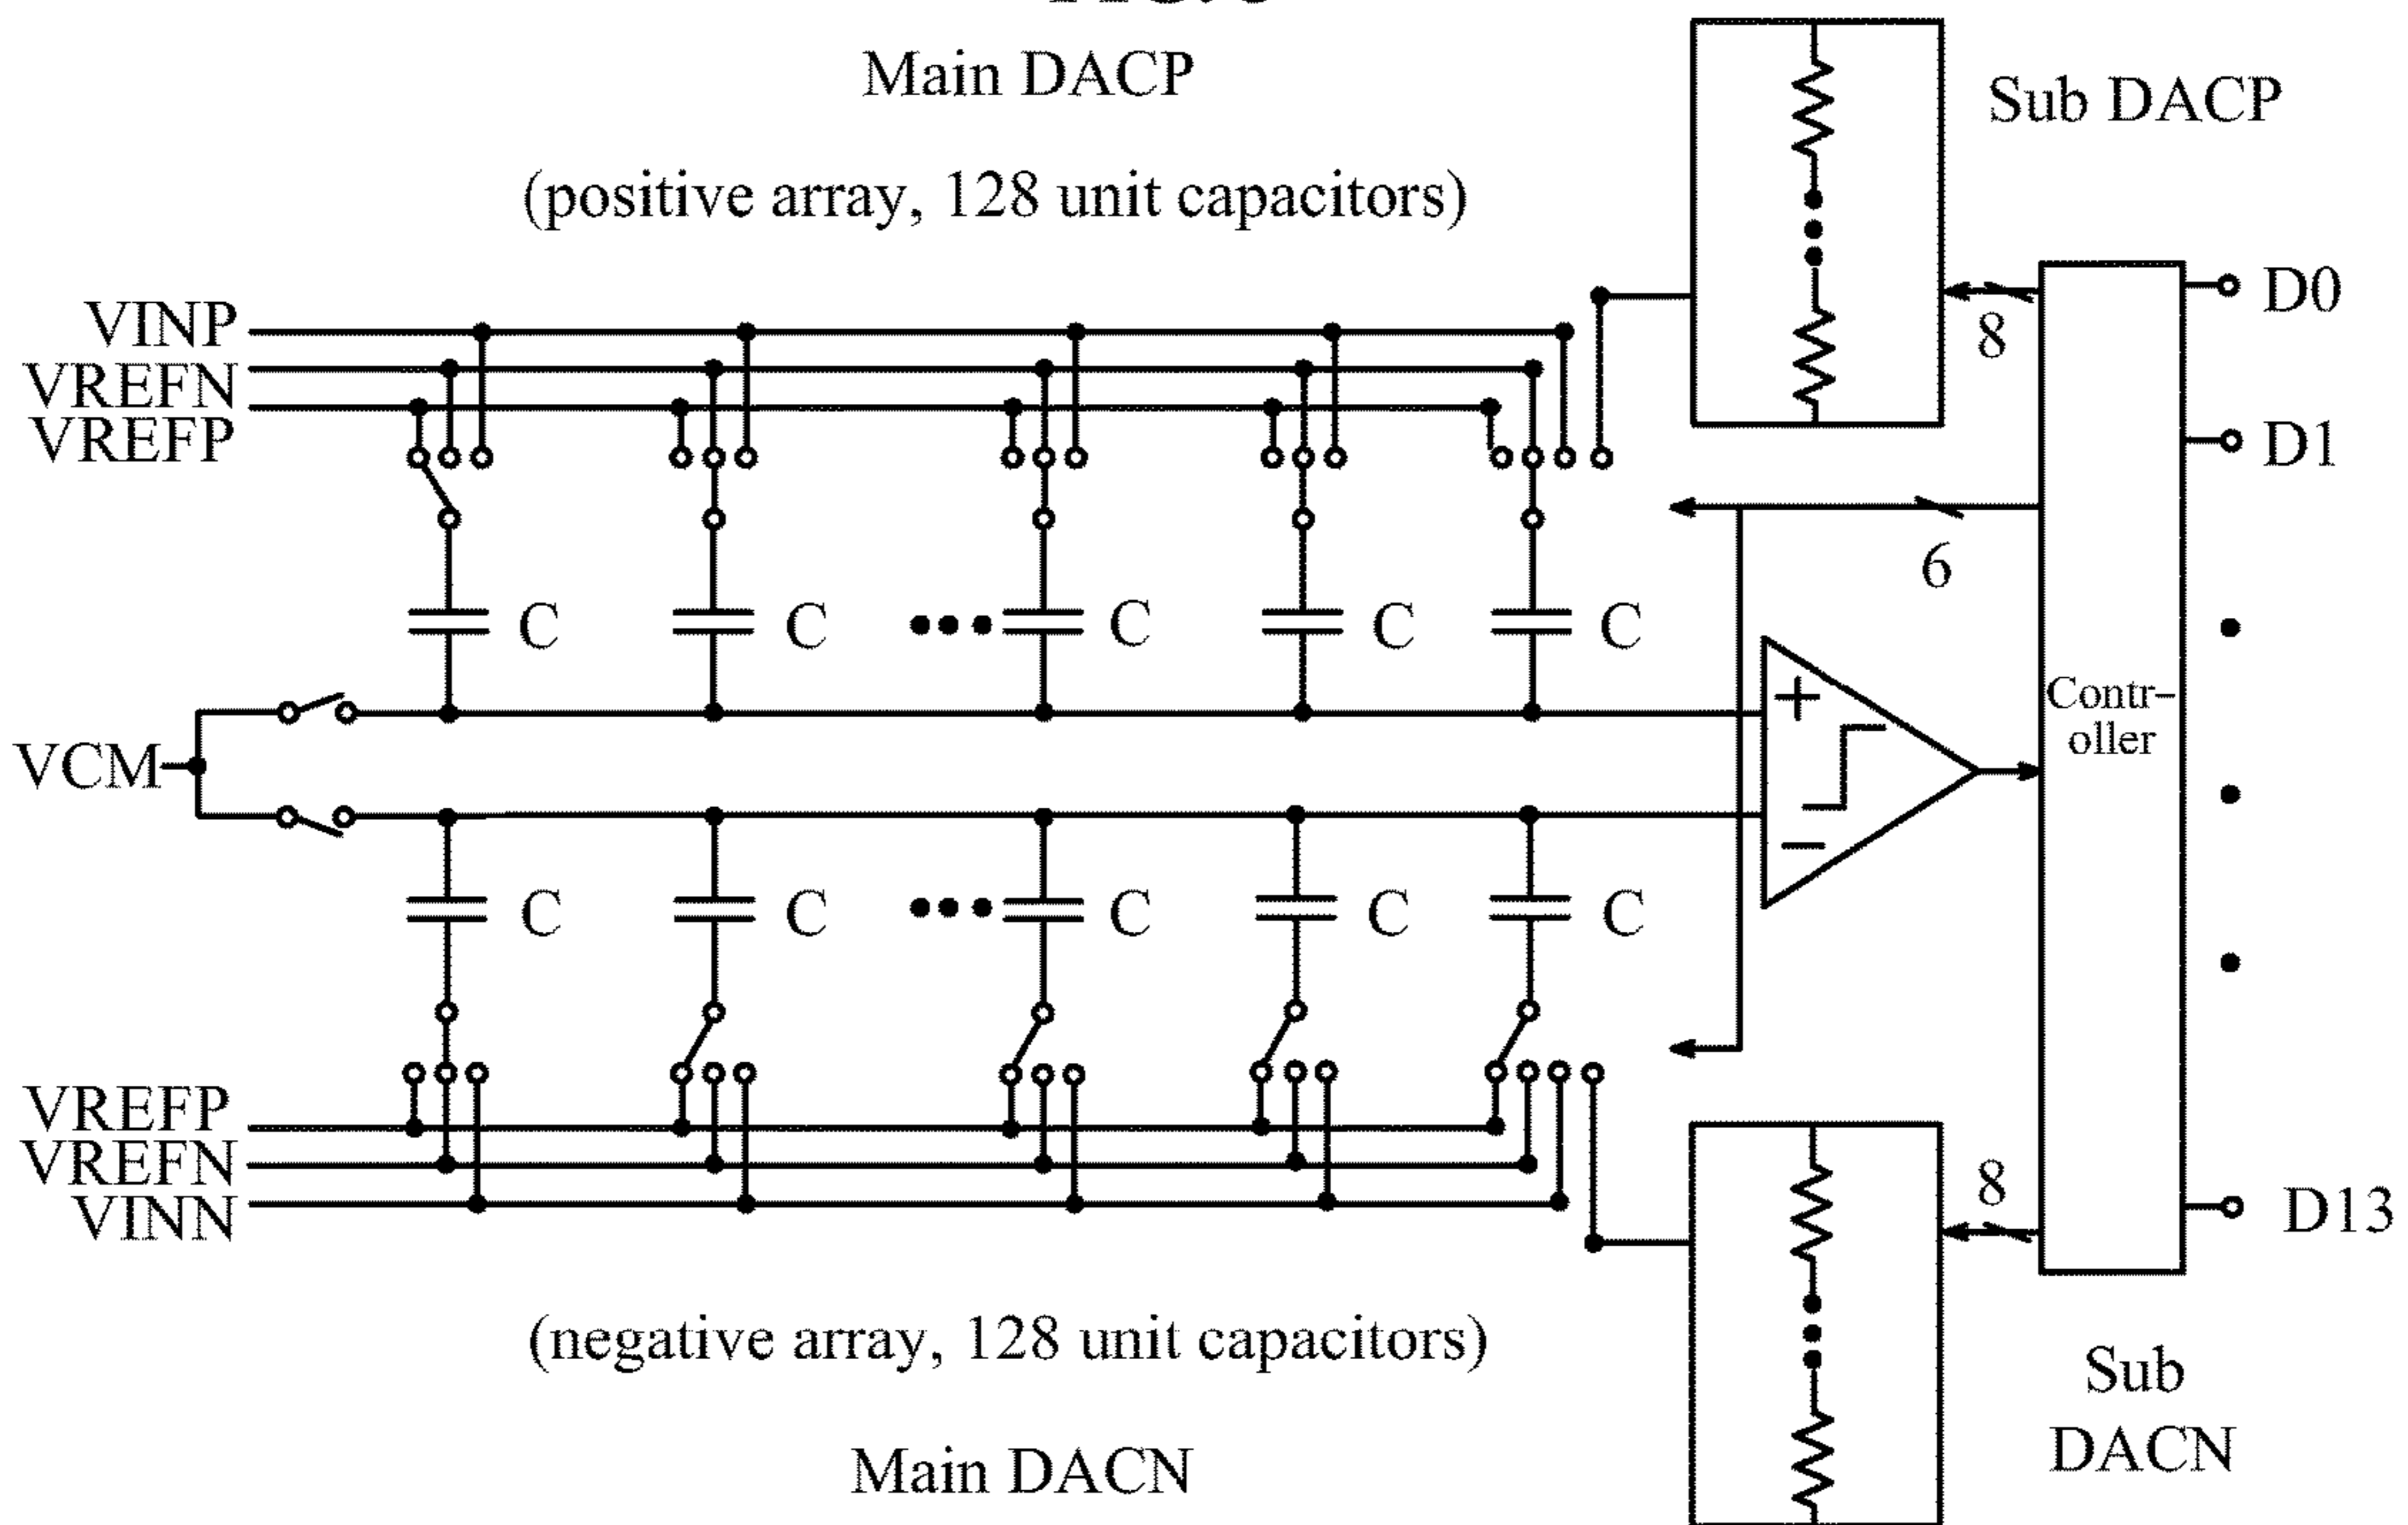 Main DACP
Sub DACP
(positive array, 128 unit capacitors)
VINP
VREFN
VREFP
8
D0
D1
6
C
C
C
C
C
+
Contr-
oller
VCM
−
C
C
C
C
C
VREFP
VREFN
VINN
8
D13
(negative array, 128 unit capacitors)
Sub
DACN
Main DACN